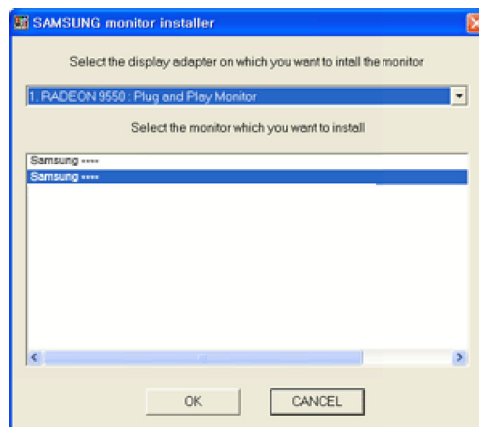 SAMSUNG monitor installer
Select the display adapter on which you want to intall the monitor
1. RADEON 9550 : Plug and Play Monitor
Select the monitor which you want to install
Samsung ----
Samsung ----
OK
CANCEL